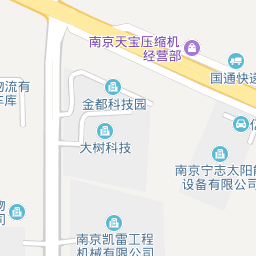 南京天宝压缩机
经营部
国通快递
物流有
车库
金都科技园
大树科技
南京宁志太阳能
设备有限公司
南京凯雷工程
机械有限公司
司